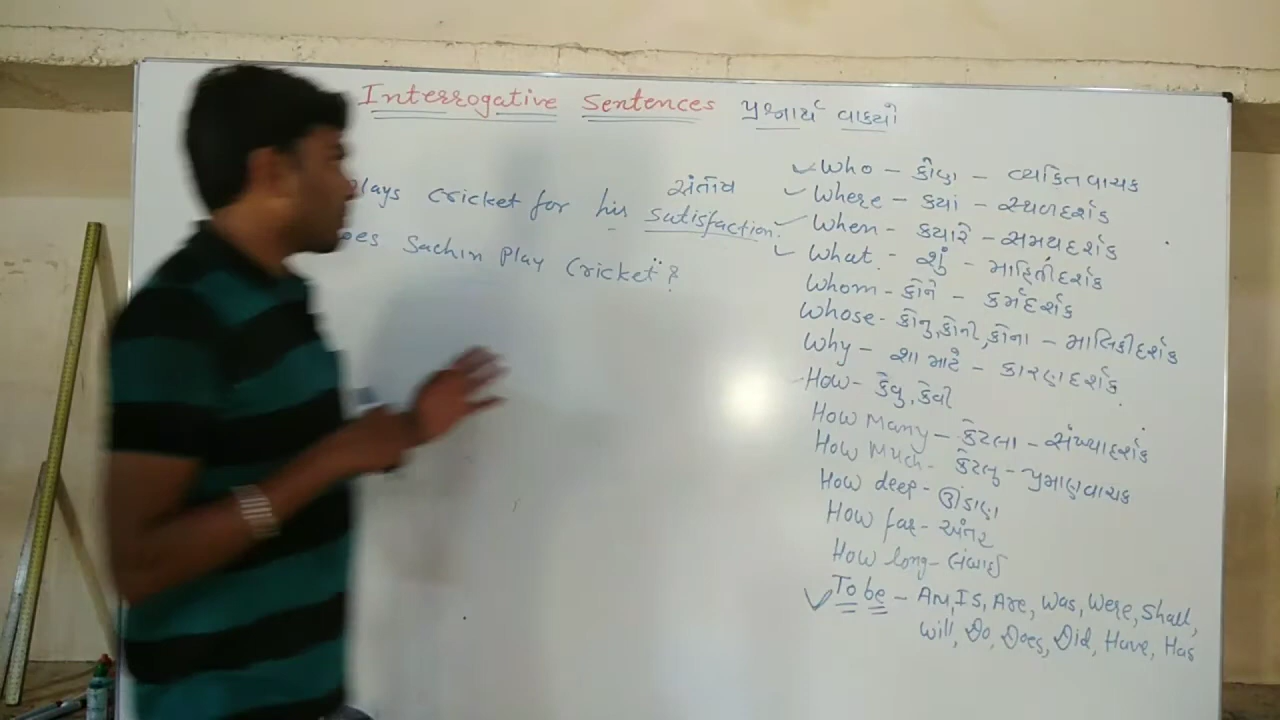 Interrogative Sentences પ્રશ્નાર્થ વાક્યો
સંતોષ
lays cricket for his Satisfaction.
oes Sachin Play Cricket ?
Who - કોણ - વ્યકિતવાચક
Where - કયાં - સ્થળદર્શક
When - કયારે - સમયદર્શક
What - શું - માહિતીદર્શક
Whom - કોને - કર્મદર્શક
Whose - કોનુ, કોની, કોના - માલિકીદર્શક
Why - શા માટે - કારણદર્શક
How - કેવુ, કેવી
How Many - કેટલા - સંખ્યાદર્શક
How Much - કેટલુ - પ્રમાણવાચક
How deep - ઊંડાણ
How far - અંતર
How long - લંબાઈ
To be - Am, Is, Are, Was, Were, Shall,
Will, Do, Does, Did, Have, Has